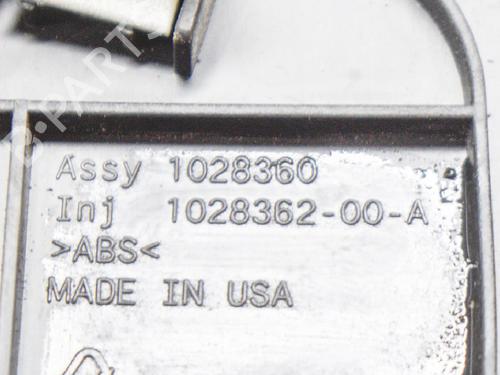 Assy 1028360
Inj 1028362-00-A
>ABS<
MADE IN USA